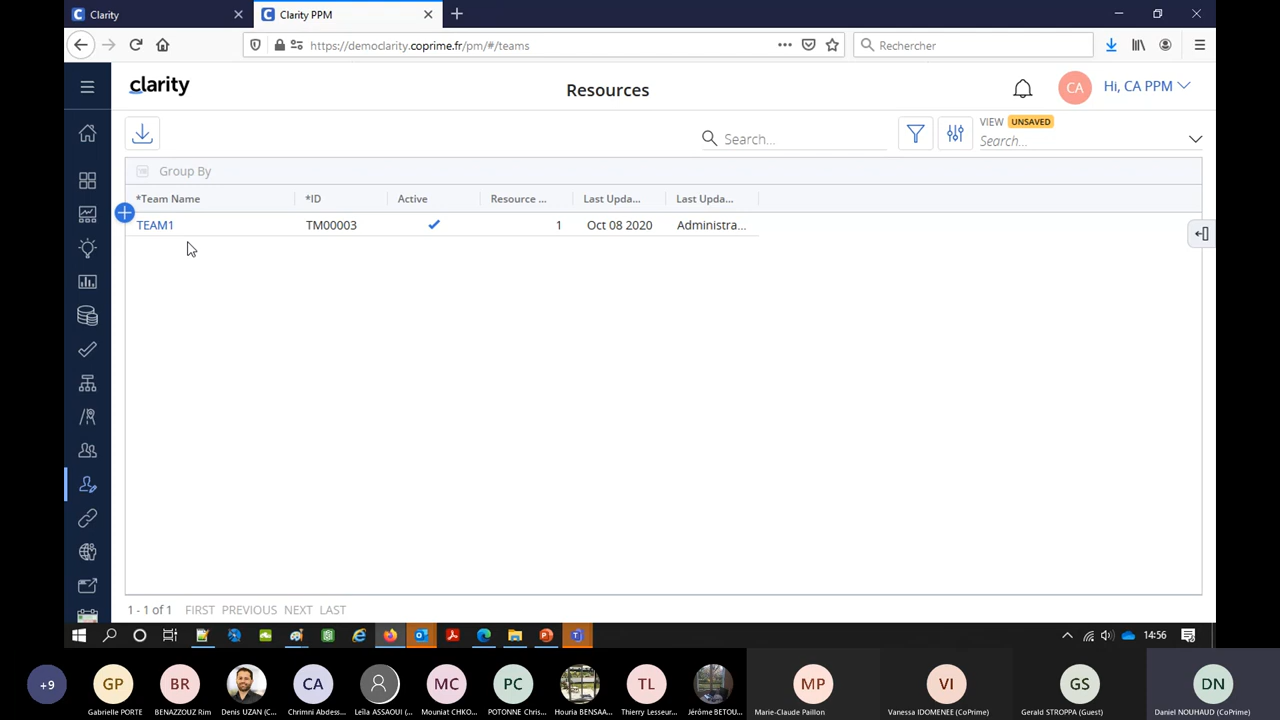 Clarity
Clarity PPM
https://democlarity.coprime.fr/pm/#/teams
Rechercher
clarity
Resources
CA
Hi, CA PPM
Search...
VIEW UNSAVED
Search...
Group By
*Team Name *ID Active Resource ... Last Upda... Last Upda...
TEAM1 TM00003 1 Oct 08 2020 Administra...
1 - 1 of 1 FIRST PREVIOUS NEXT LAST
14:56
+9 GP BR CA MC PC TL MP VI GS DN
Gabrielle PORTE BENAZZOUZ Rim Denis UZAN (C... Chrimni Abdess... Leïla ASSAOUI (... Mouniat CHKO... POTONNE Chris... Houria BENSAA... Thierry Lesseur... Jérôme BETOU... Marie-Claude Paillon Vanessa IDOMENEE (CoPrime) Gerald STROPPA (Guest) Daniel NOUHAUD (CoPrime)